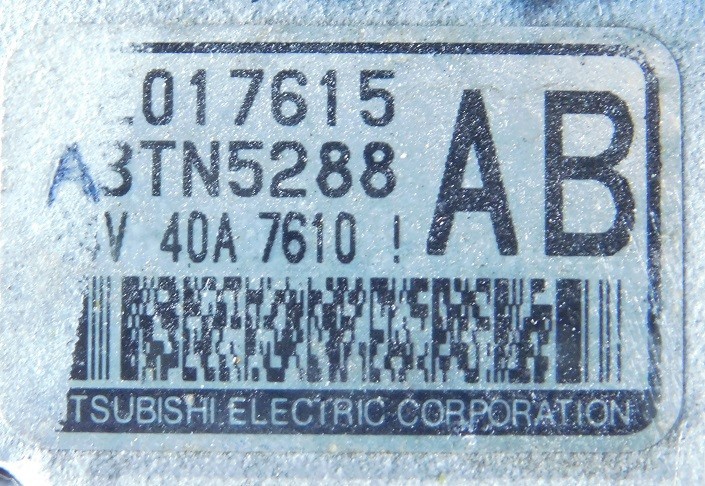 017615
A3TN5288
AB
V 40A 7610 !
TSUBISHI ELECTRIC CORPORATION